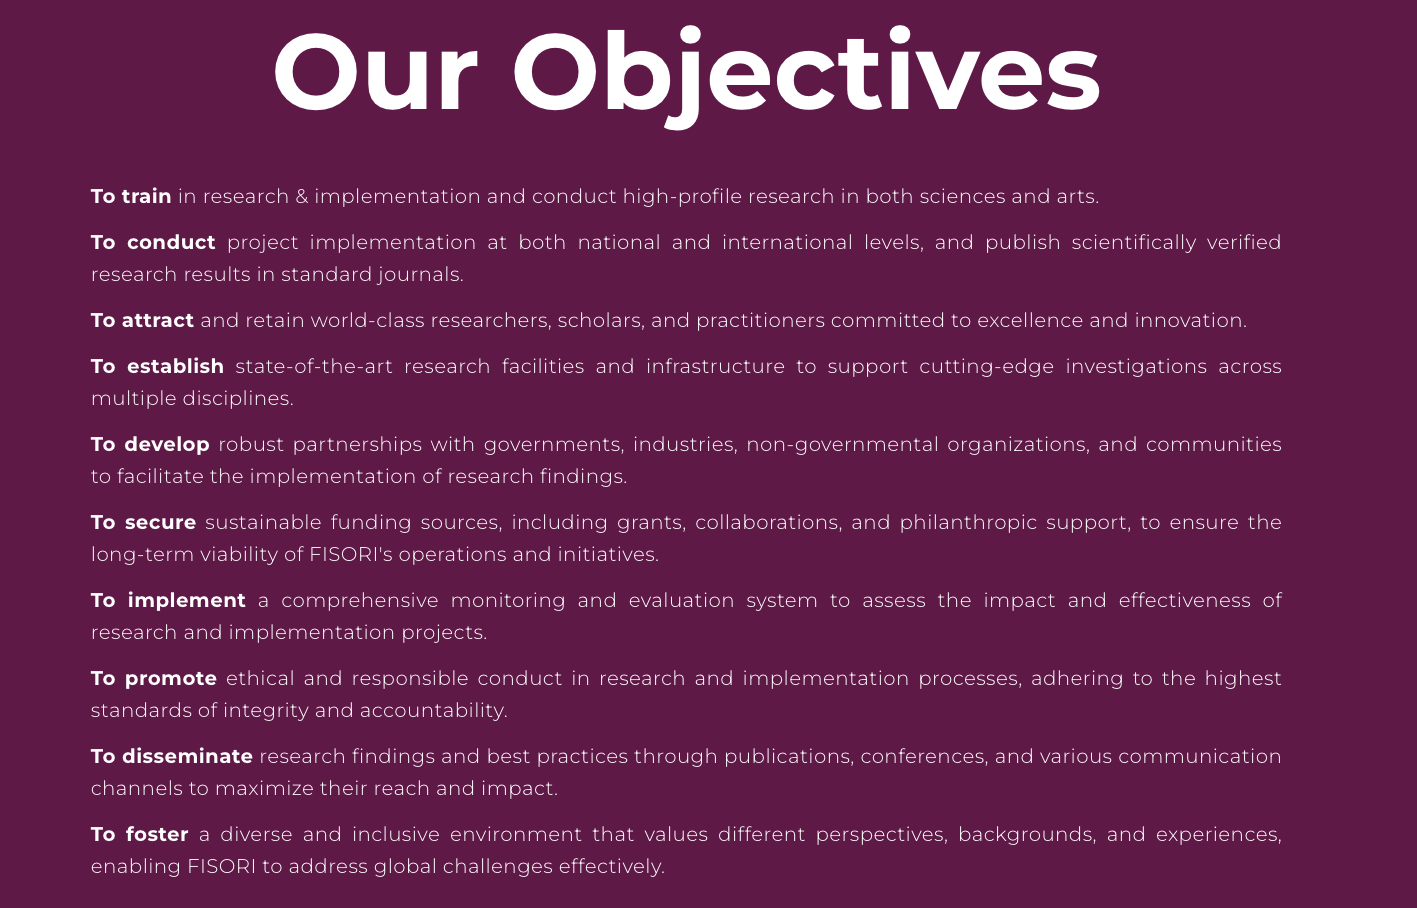 Our Objectives
To train in research & implementation and conduct high-profile research in both sciences and arts.
To conduct project implementation at both national and international levels, and publish scientifically verified
research results in standard journals.
To attract and retain world-class researchers, scholars, and practitioners committed to excellence and innovation.
To establish state-of-the-art research facilities and infrastructure to support cutting-edge investigations across
multiple disciplines.
To develop robust partnerships with governments, industries, non-governmental organizations, and communities
to facilitate the implementation of research findings.
To secure sustainable funding sources, including grants, collaborations, and philanthropic support, to ensure the
long-term viability of FISORI's operations and initiatives.
To implement a comprehensive monitoring and evaluation system to assess the impact and effectiveness of
research and implementation projects.
To promote ethical and responsible conduct in research and implementation processes, adhering to the highest
standards of integrity and accountability.
To disseminate research findings and best practices through publications, conferences, and various communication
channels to maximize their reach and impact.
To foster a diverse and inclusive environment that values different perspectives, backgrounds, and experiences,
enabling FISORI to address global challenges effectively.